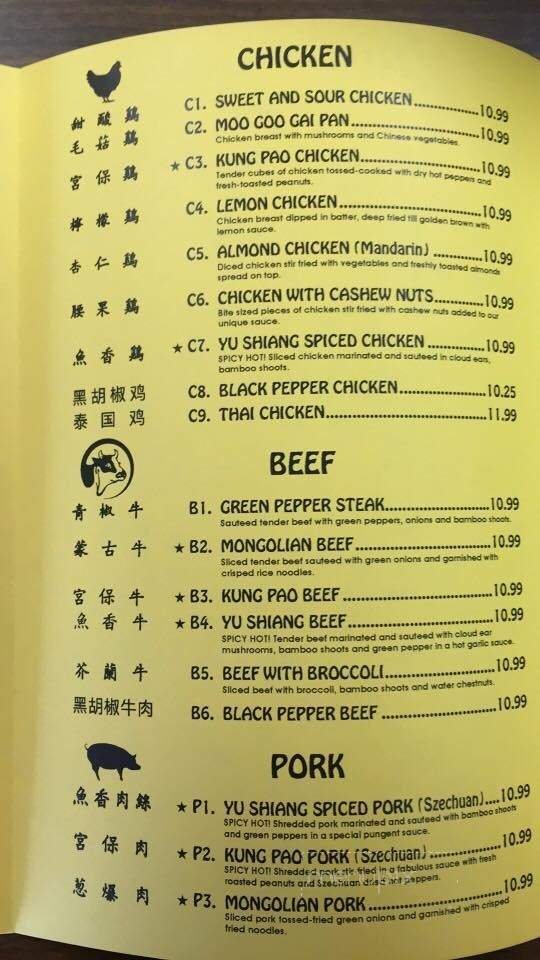 CHICKEN
甜酸鷄 C1. SWEET AND SOUR CHICKEN 10.99
毛菇鷄 C2. MOO GOO GAI PAN 10.99
Chicken breast with mushrooms and Chinese vegetables.
宮保鷄 ★ C3. KUNG PAO CHICKEN 10.99
Tender cubes of chicken tossed-cooked with dry hot peppers and
fresh-toasted peanuts.
檸檬鷄 C4. LEMON CHICKEN 10.99
Chicken breast dipped in batter, deep fried till golden brown with
lemon sauce.
杏仁鷄 C5. ALMOND CHICKEN (Mandarin) 10.99
Diced chicken stir fried with vegetables and freshly toasted almonds
spread on top.
腰果鷄 C6. CHICKEN WITH CASHEW NUTS 10.99
Bite sized pieces of chicken stir fried with cashew nuts added to our
unique sauce.
魚香鷄 ★ C7. YU SHIANG SPICED CHICKEN 10.99
SPICY HOT! Sliced chicken marinated and sauteed in cloud ears,
bamboo shoots.
黑胡椒鸡 C8. BLACK PEPPER CHICKEN 10.25
泰国鸡 C9. THAI CHICKEN 11.99
BEEF
青椒牛 B1. GREEN PEPPER STEAK 10.99
Sauteed tender beef with green peppers, onions and bamboo shoots.
蒙古牛 ★ B2. MONGOLIAN BEEF 10.99
Sliced tender beef sauteed with green onions and garnished with
crisped rice noodles.
宮保牛 ★ B3. KUNG PAO BEEF 10.99
魚香牛 ★ B4. YU SHIANG BEEF 10.99
SPICY HOT! Tender beef marinated and sauteed with cloud ear
mushrooms, bamboo shoots and green pepper in a hot garlic sauce.
芥蘭牛 B5. BEEF WITH BROCCOLI 10.99
Sliced beef with broccoli, bamboo shoots and water chestnuts.
黑胡椒牛肉 B6. BLACK PEPPER BEEF 10.99
PORK
魚香肉絲 ★ P1. YU SHIANG SPICED PORK (Szechuan) 10.99
SPICY HOT! Shredded pork marinated and sauteed with bamboo shoots
and green peppers in a special pungent sauce.
宮保肉 ★ P2. KUNG PAO PORK (Szechuan) 10.99
SPICY HOT! Shredded pork stir fried in a fabulous sauce with fresh
roasted peanuts and Szechuan dried hot peppers.
葱爆肉 ★ P3. MONGOLIAN PORK 10.99
Sliced pork tossed-fried green onions and garnished with crisped
fried noodles.